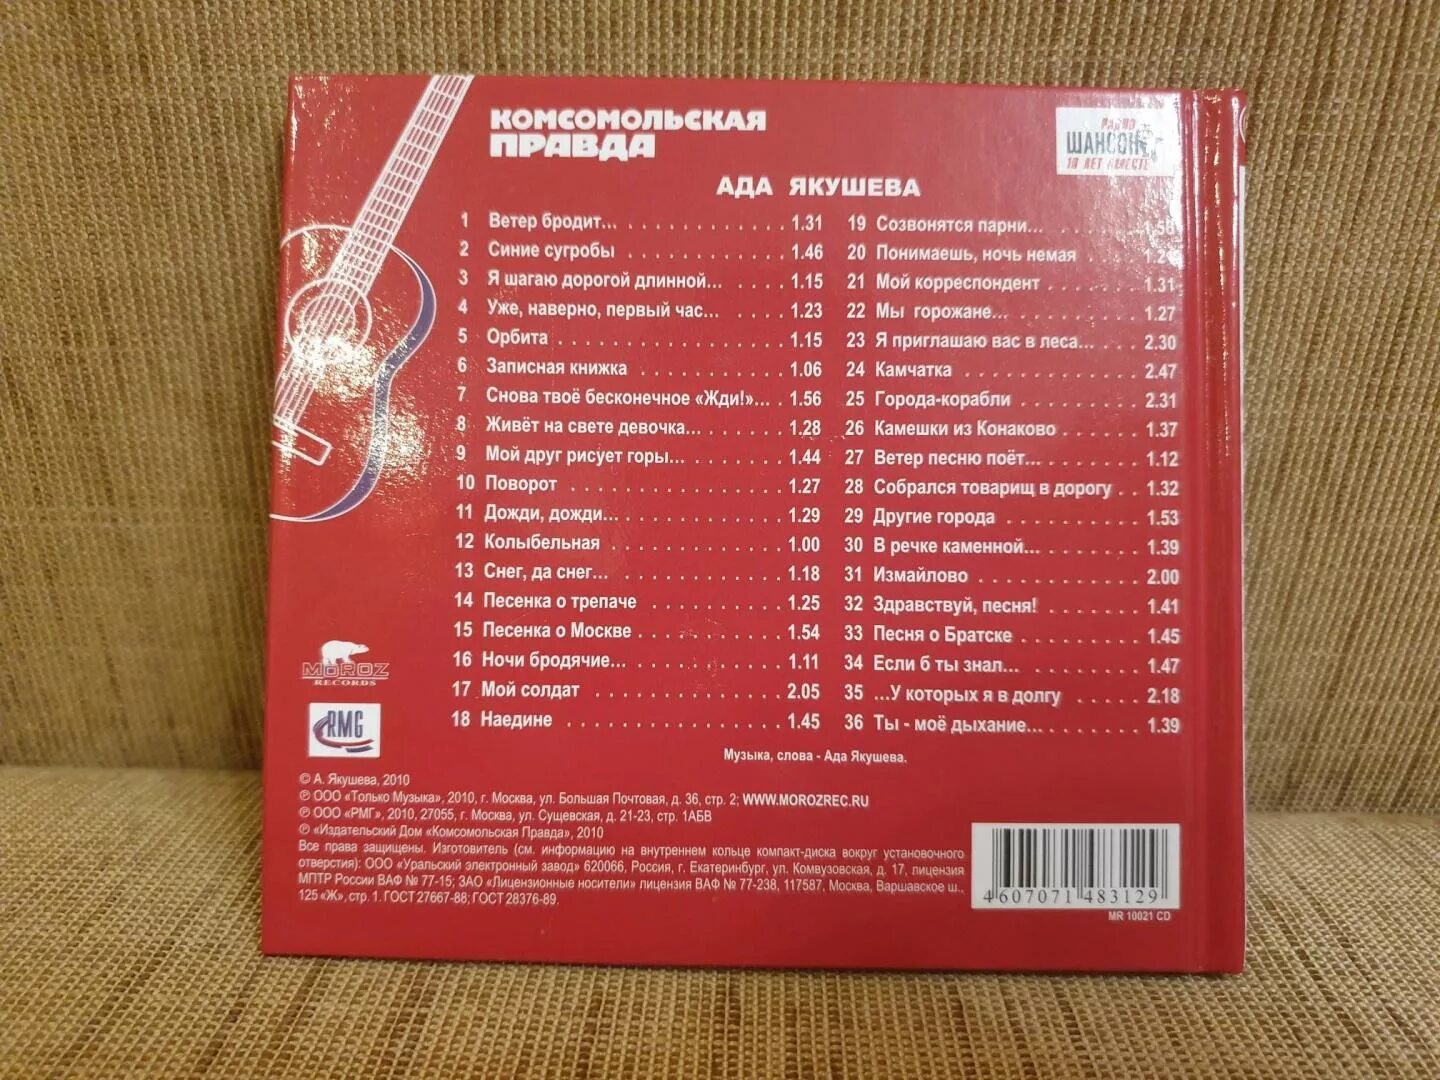 КОМСОМОЛЬСКАЯ
ПРАВДА
РАДИО
ШАНСОН
10 ЛЕТ ВМЕСТЕ
АДА ЯКУШЕВА
1 Ветер бродит... 1.31
2 Синие сугробы 1.46
3 Я шагаю дорогой длинной... 1.15
4 Уже, наверно, первый час... 1.23
5 Орбита 1.15
6 Записная книжка 1.06
7 Снова твоё бесконечное «Жди!»... 1.56
8 Живёт на свете девочка... 1.28
9 Мой друг рисует горы... 1.44
10 Поворот 1.27
11 Дожди, дожди... 1.29
12 Колыбельная 1.00
13 Снег, да снег... 1.18
14 Песенка о трепаче 1.25
15 Песенка о Москве 1.54
16 Ночи бродячие... 1.11
17 Мой солдат 2.05
18 Наедине 1.45
19 Созвонятся парни...
20 Понимаешь, ночь немая
21 Мой корреспондент 1.31
22 Мы горожане... 1.27
23 Я приглашаю вас в леса... 2.30
24 Камчатка 2.47
25 Города-корабли 2.31
26 Камешки из Конаково 1.37
27 Ветер песню поёт... 1.12
28 Собрался товарищ в дорогу 1.32
29 Другие города 1.53
30 В речке каменной... 1.39
31 Измайлово 2.00
32 Здравствуй, песня! 1.41
33 Песня о Братске 1.45
34 Если б ты знал... 1.47
35 ...У которых я в долгу 2.18
36 Ты - моё дыхание... 1.39
Музыка, слова - Ада Якушева.
MOROZ
RECORDS
RMG
© А. Якушева, 2010
℗ ООО «Только Музыка», 2010, г. Москва, ул. Большая Почтовая, д. 36, стр. 2; WWW.MOROZREC.RU
℗ ООО «РМГ», 2010, 27055, г. Москва, ул. Сущевская, д. 21-23, стр. 1АБВ
℗ «Издательский Дом «Комсомольская Правда», 2010
Все права защищены. Изготовитель (см. информацию на внутреннем кольце компакт-диска вокруг установочного
отверстия): ООО «Уральский электронный завод» 620066, Россия, г. Екатеринбург, ул. Комвузовская, д. 17, лицензия
МПТР России ВАФ № 77-15; ЗАО «Лицензионные носители» лицензия ВАФ № 77-238, 117587, Москва, Варшавское ш.,
125 «Ж», стр. 1. ГОСТ 27667-88; ГОСТ 28376-89.
4607071483129
MR 10021 CD